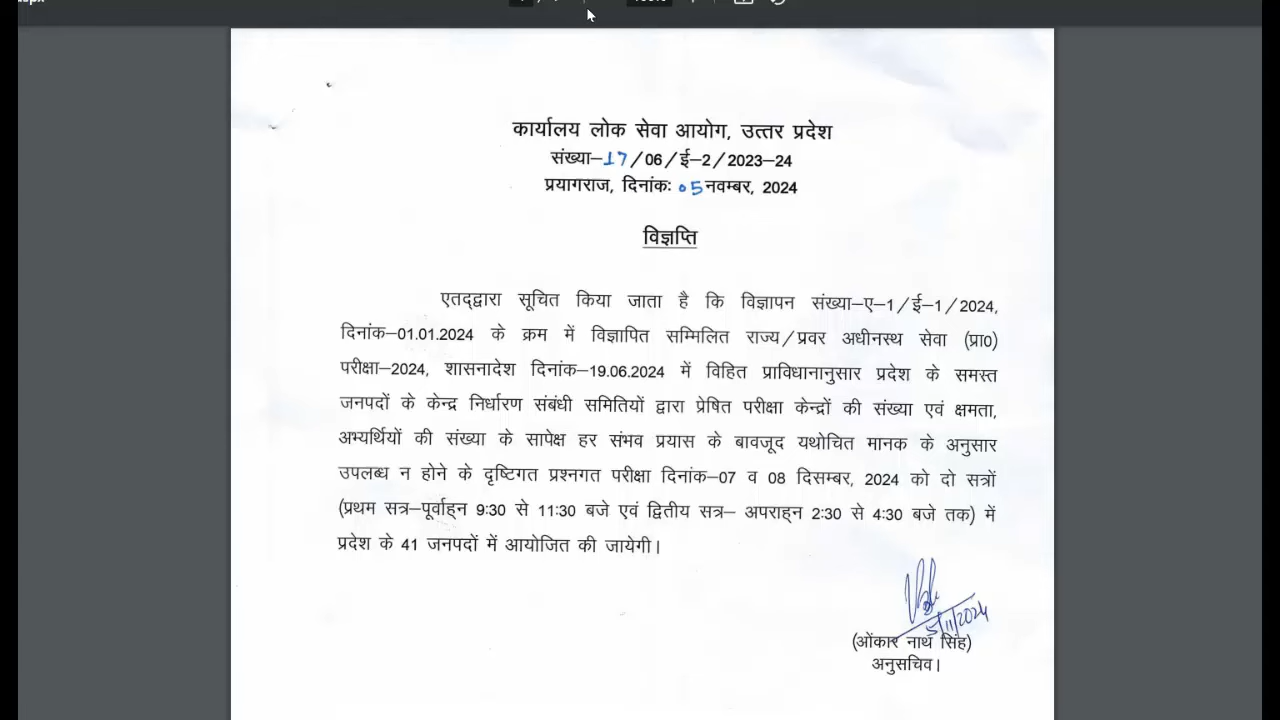 कार्यालय लोक सेवा आयोग, उत्तर प्रदेश
संख्या–17/06/ई–2/2023–24
प्रयागराज, दिनांकः 05 नवम्बर, 2024
विज्ञप्ति
एतद्द्वारा सूचित किया जाता है कि विज्ञापन संख्या–ए–1/ई–1/2024,
दिनांक–01.01.2024 के क्रम में विज्ञापित सम्मिलित राज्य/प्रवर अधीनस्थ सेवा (प्रा0)
परीक्षा–2024, शासनादेश दिनांक–19.06.2024 में विहित प्राविधानानुसार प्रदेश के समस्त
जनपदों के केन्द्र निर्धारण संबंधी समितियों द्वारा प्रेषित परीक्षा केन्द्रों की संख्या एवं क्षमता,
अभ्यर्थियों की संख्या के सापेक्ष हर संभव प्रयास के बावजूद यथोचित मानक के अनुसार
उपलब्ध न होने के दृष्टिगत प्रश्नगत परीक्षा दिनांक–07 व 08 दिसम्बर, 2024 को दो सत्रों
(प्रथम सत्र–पूर्वाह्न 9:30 से 11:30 बजे एवं द्वितीय सत्र– अपराह्न 2:30 से 4:30 बजे तक) में
प्रदेश के 41 जनपदों में आयोजित की जायेगी।
5/11/2024
(ओंकार नाथ सिंह)
अनुसचिव।